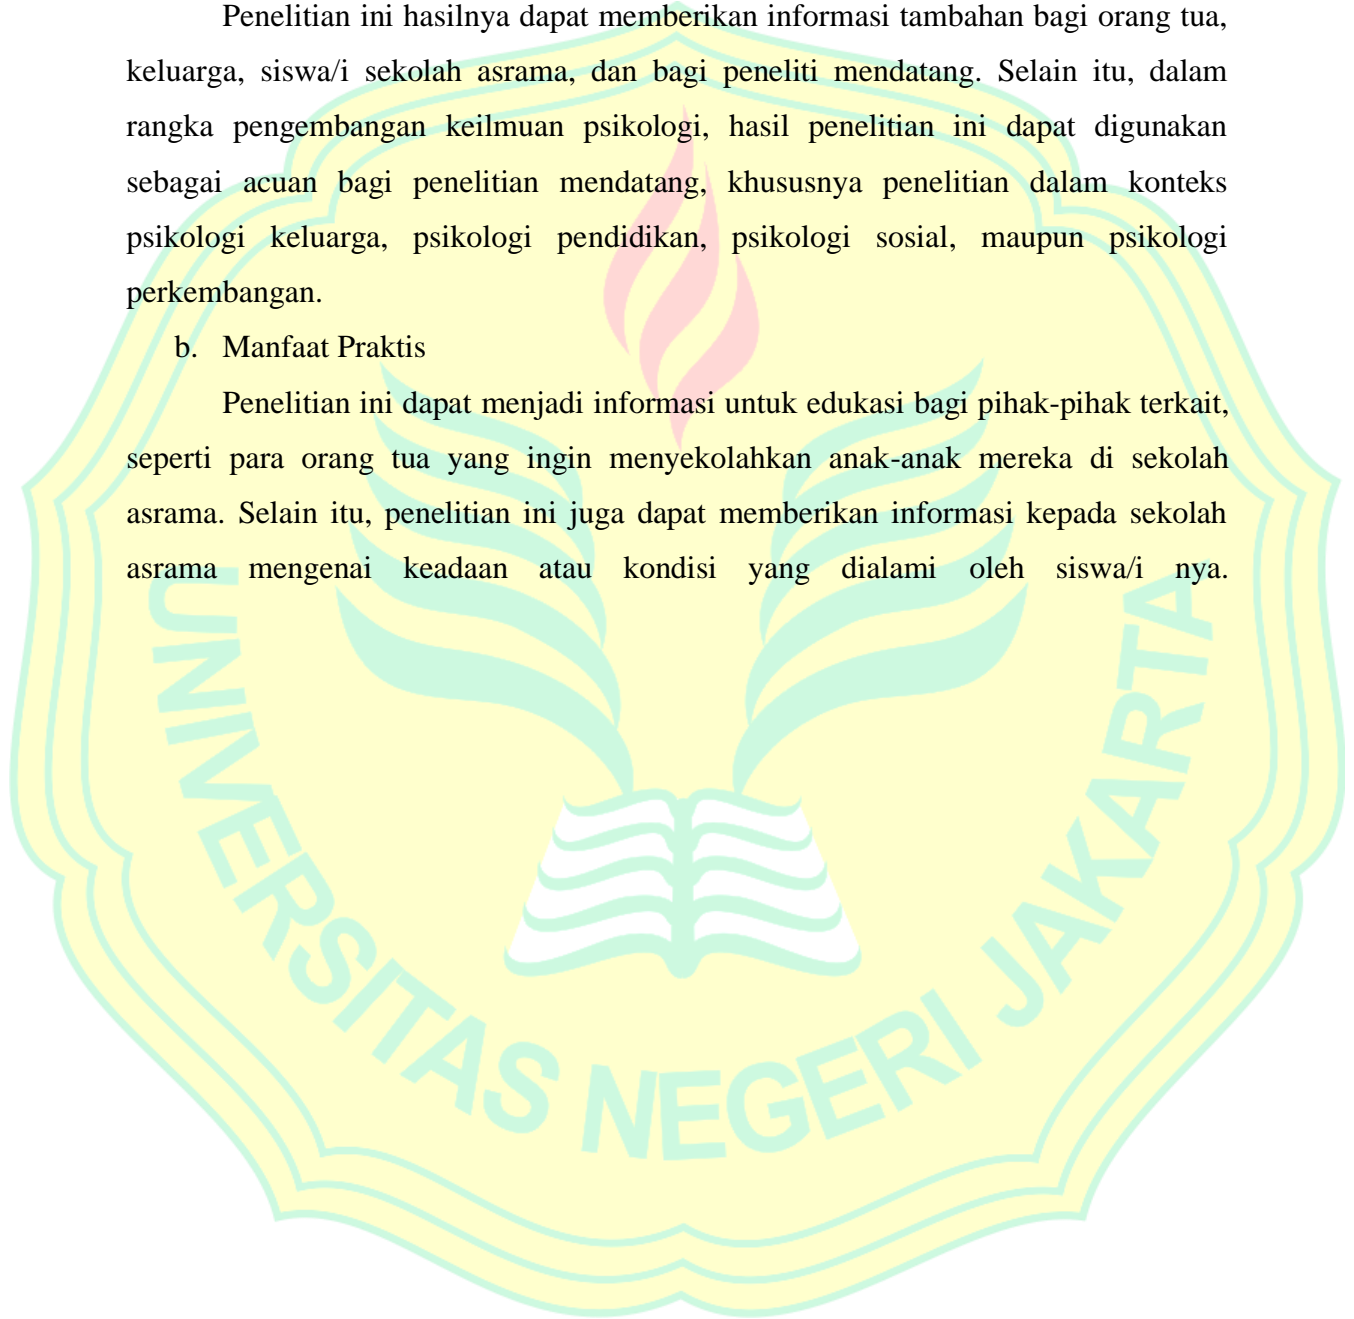 Penelitian ini hasilnya dapat memberikan informasi tambahan bagi orang tua,
keluarga, siswa/i sekolah asrama, dan bagi peneliti mendatang. Selain itu, dalam
rangka pengembangan keilmuan psikologi, hasil penelitian ini dapat digunakan
sebagai acuan bagi penelitian mendatang, khususnya penelitian dalam konteks
psikologi keluarga, psikologi pendidikan, psikologi sosial, maupun psikologi
perkembangan.
b. Manfaat Praktis
Penelitian ini dapat menjadi informasi untuk edukasi bagi pihak-pihak terkait,
seperti para orang tua yang ingin menyekolahkan anak-anak mereka di sekolah
asrama. Selain itu, penelitian ini juga dapat memberikan informasi kepada sekolah
asrama mengenai keadaan atau kondisi yang dialami oleh siswa/i nya.
UNIVERSITAS NEGERI JAKARTA